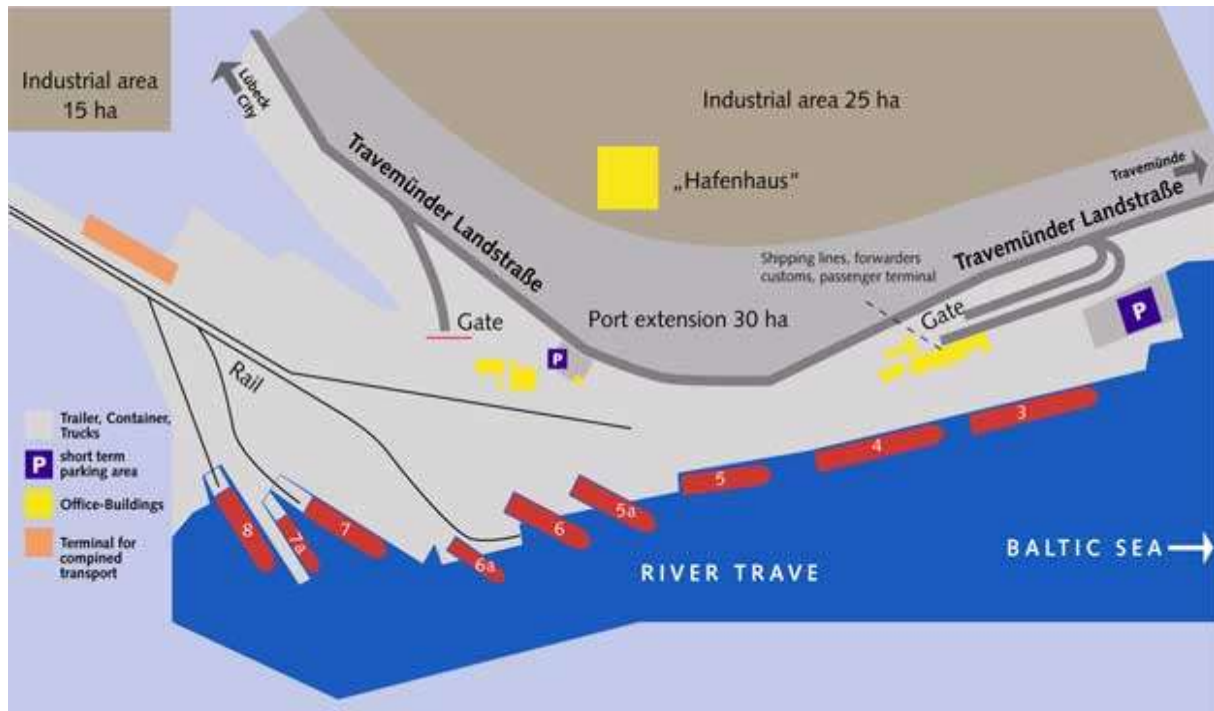 Industrial area
15 ha
Lübeck
City
Industrial area 25 ha
„Hafenhaus“
Travemünder Landstraße
Travemünde
Travemünder Landstraße
Shipping lines, forwarders
customs, passenger terminal
Gate
Gate
Port extension 30 ha
P
P
Rail
Trailer, Container,
Trucks
P
short term
parking area
Office-Buildings
Terminal for
compined
transport
8
7a
7
6a
6
5a
5
4
3
RIVER TRAVE
BALTIC SEA